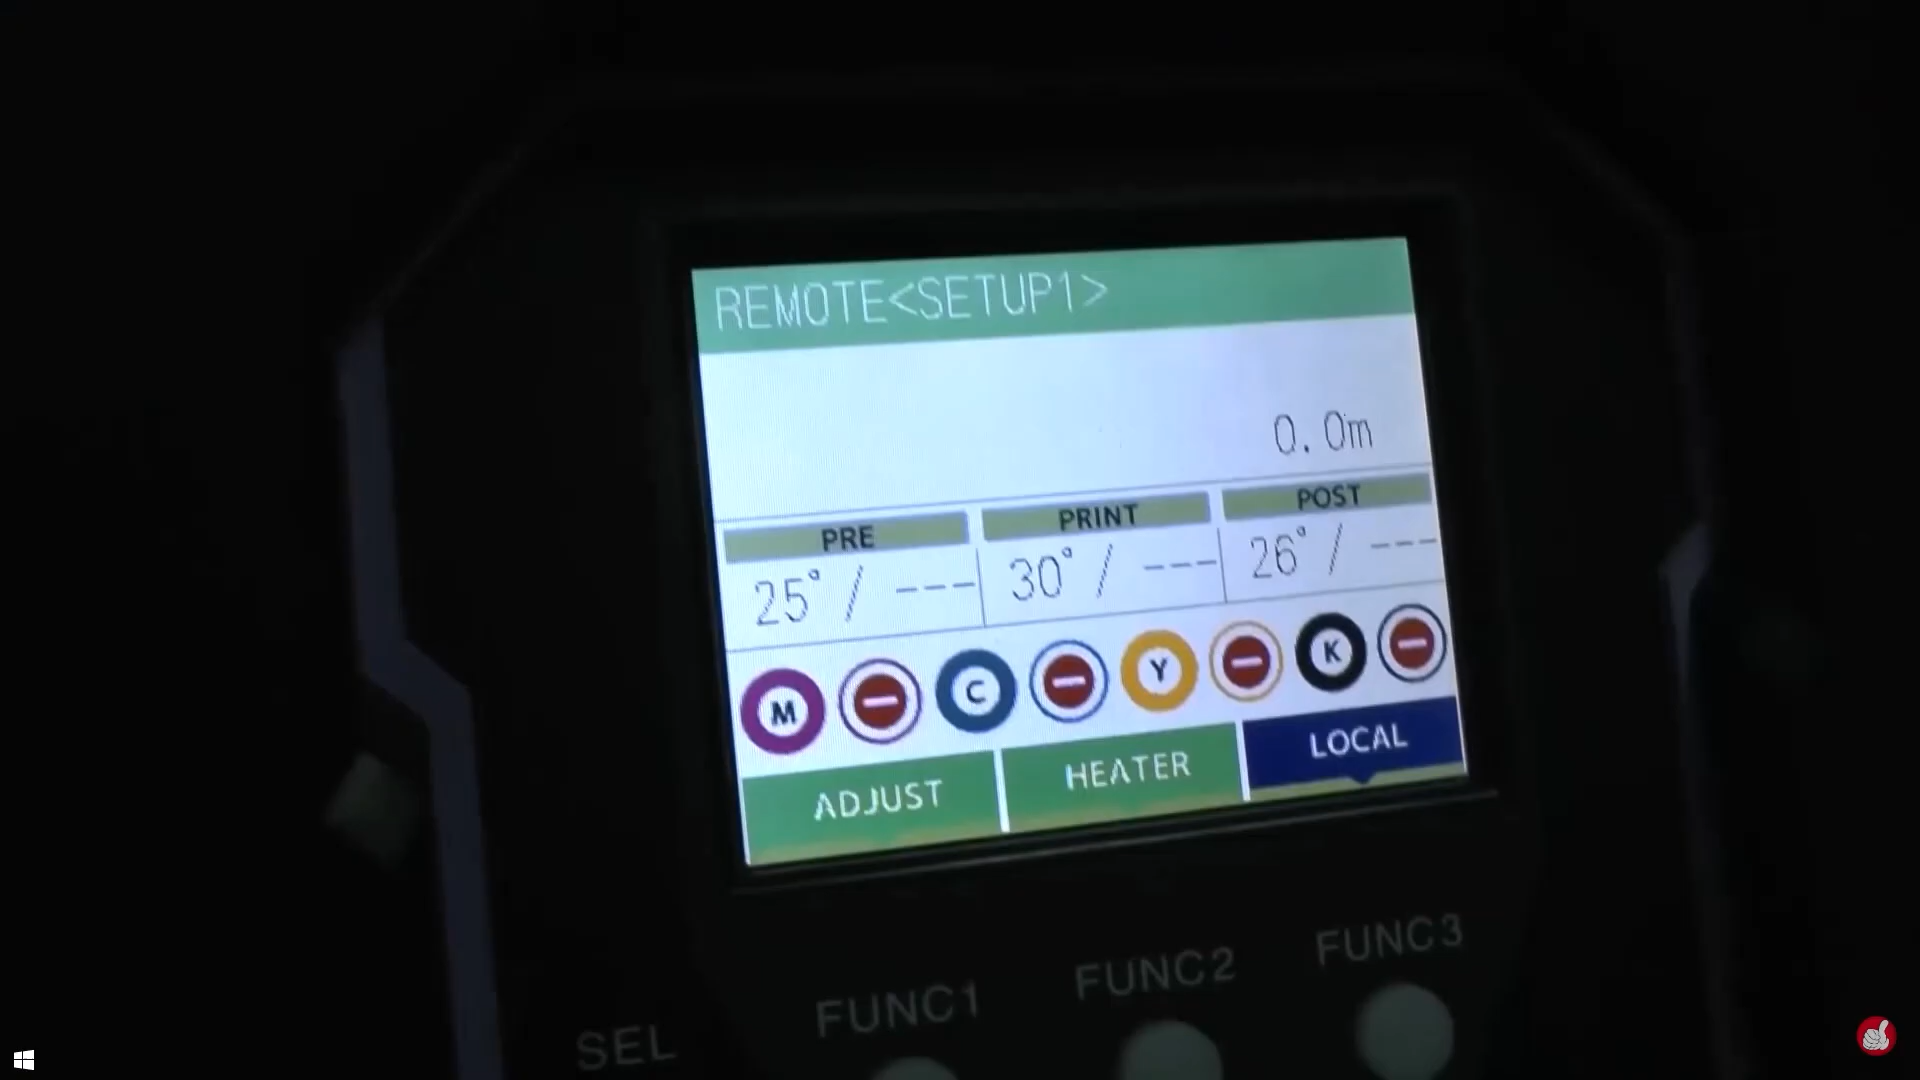 REMOTE<SETUP1>
0.0m
PRE PRINT POST
25°/ --- 30°/ --- 26°/ ---
M C Y K
ADJUST HEATER LOCAL
SEL FUNC1 FUNC2 FUNC3